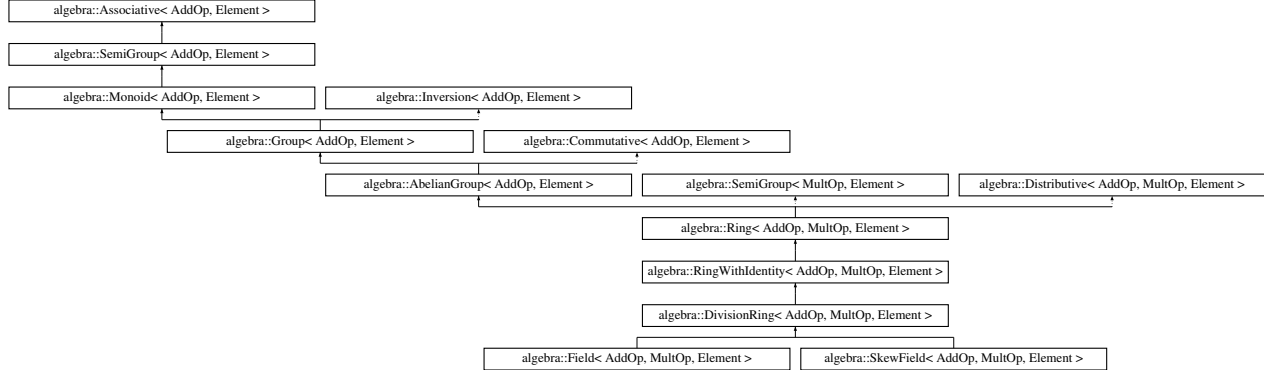 algebra::Associative< AddOp, Element >
algebra::SemiGroup< AddOp, Element >
algebra::Monoid< AddOp, Element >
algebra::Inversion< AddOp, Element >
algebra::Group< AddOp, Element >
algebra::Commutative< AddOp, Element >
algebra::AbelianGroup< AddOp, Element >
algebra::SemiGroup< MultOp, Element >
algebra::Distributive< AddOp, MultOp, Element >
algebra::Ring< AddOp, MultOp, Element >
algebra::RingWithIdentity< AddOp, MultOp, Element >
algebra::DivisionRing< AddOp, MultOp, Element >
algebra::Field< AddOp, MultOp, Element >
algebra::SkewField< AddOp, MultOp, Element >